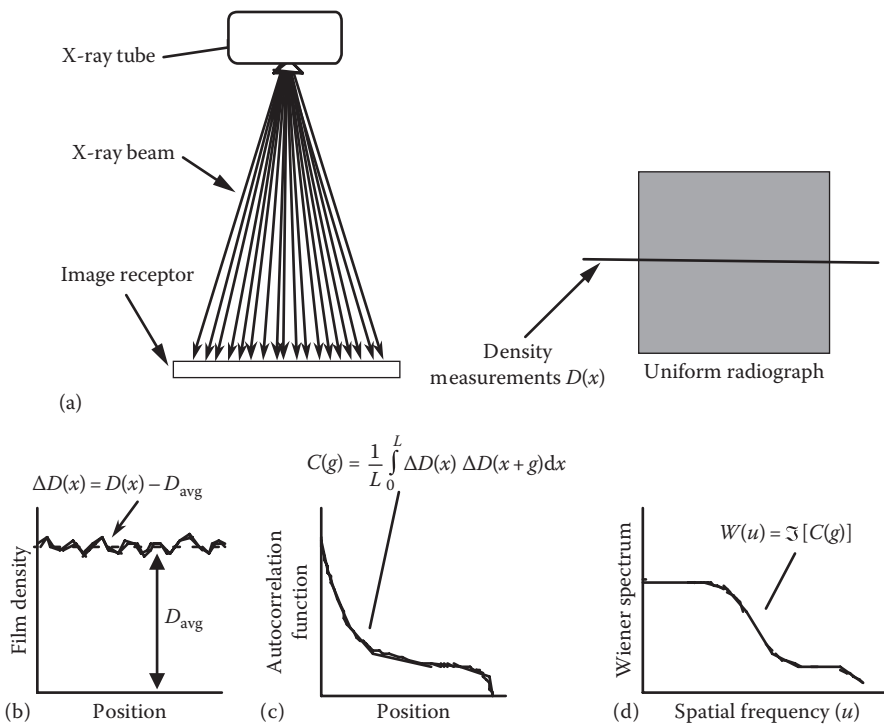 X-ray tube
X-ray beam
Image receptor
Density
measurements D(x)
Uniform radiograph
(a)
ΔD(x) = D(x) – D_avg
Film density
D_avg
(b)
Position
C(g) = 1/L ∫_0^L ΔD(x) ΔD(x + g)dx
Autocorrelation
function
(c)
Position
W(u) = ℑ [C(g)]
Wiener spectrum
(d)
Spatial frequency (u)